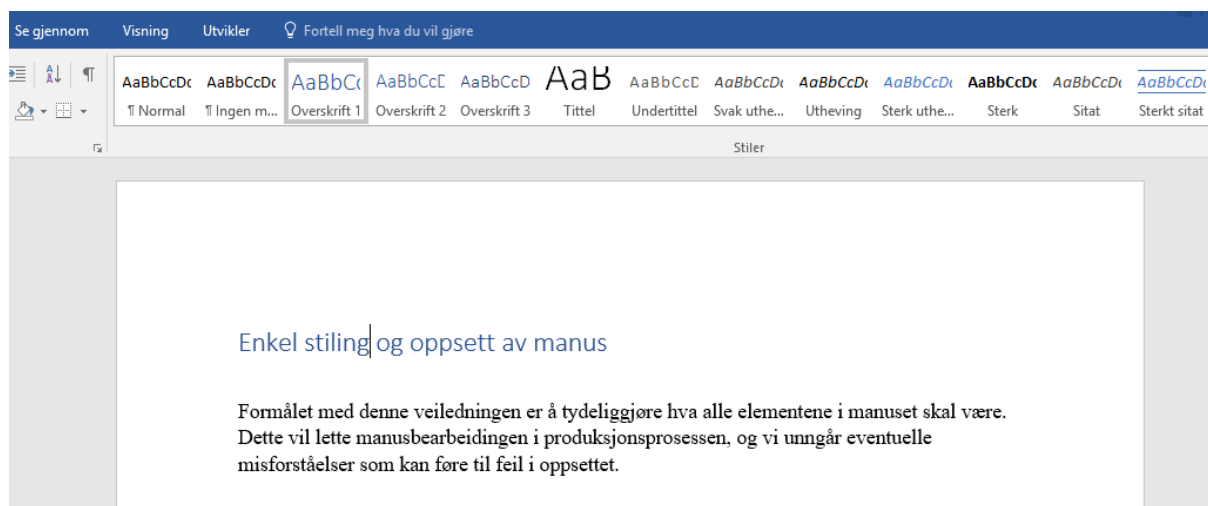 Se gjennom Visning Utvikler Fortell meg hva du vil gjøre
AaBbCcDc AaBbCcDc AaBbC AaBbCcC AaBbCcD AaB AaBbCcD AaBbCcDc AaBbCcDc AaBbCcDc AaBbCcDc AaBbCcDc AaBbCcDc
¶ Normal ¶ Ingen m... Overskrift 1 Overskrift 2 Overskrift 3 Tittel Undertittel Svak uthe... Utheving Sterk uthe... Sterk Sitat Sterkt sitat
Stiler
Enkel stiling og oppsett av manus
Formålet med denne veiledningen er å tydeliggjøre hva alle elementene i manuset skal være.
Dette vil lette manusbearbeidingen i produksjonsprosessen, og vi unngår eventuelle
misforståelser som kan føre til feil i oppsettet.